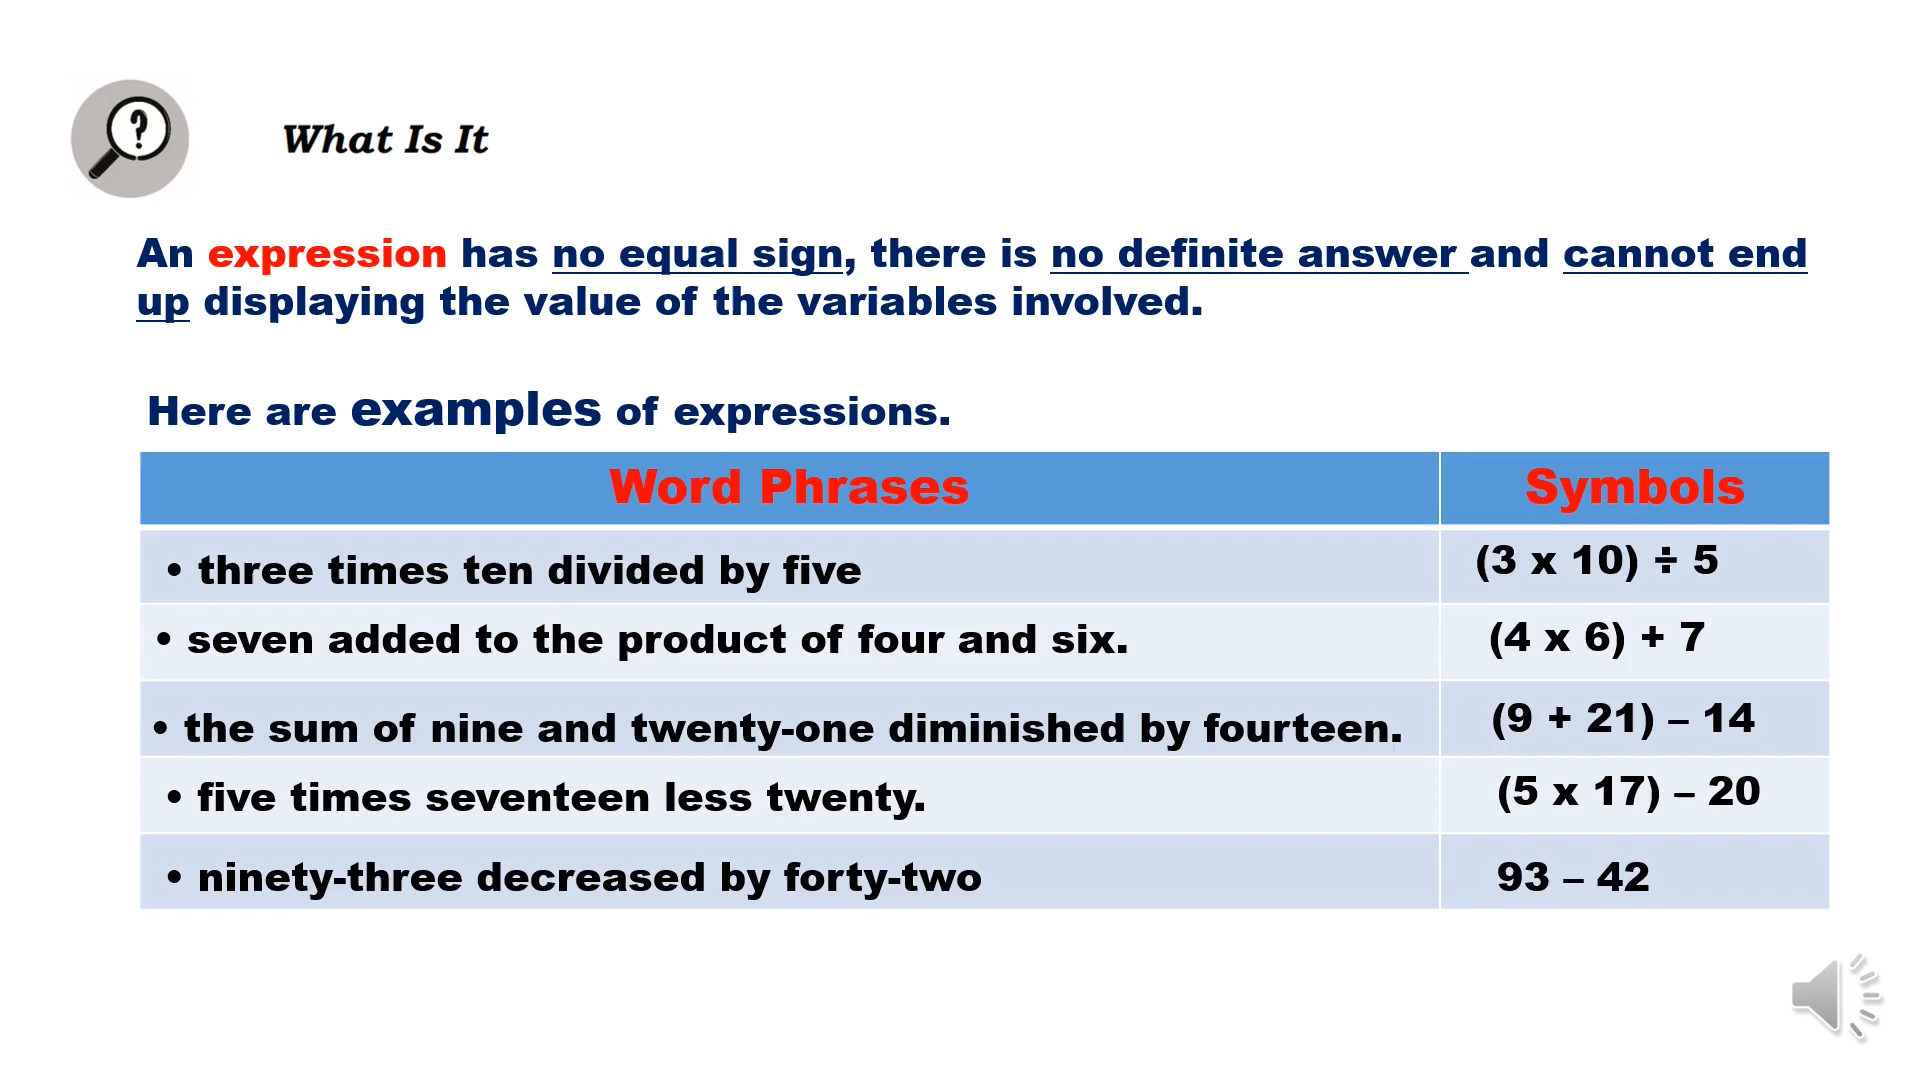 ?
What Is It
An expression has no equal sign, there is no definite answer and cannot end
up displaying the value of the variables involved.
Here are examples of expressions.
Word Phrases Symbols
• three times ten divided by five (3 x 10) ÷ 5
• seven added to the product of four and six. (4 x 6) + 7
• the sum of nine and twenty-one diminished by fourteen. (9 + 21) – 14
• five times seventeen less twenty. (5 x 17) – 20
• ninety-three decreased by forty-two 93 – 42